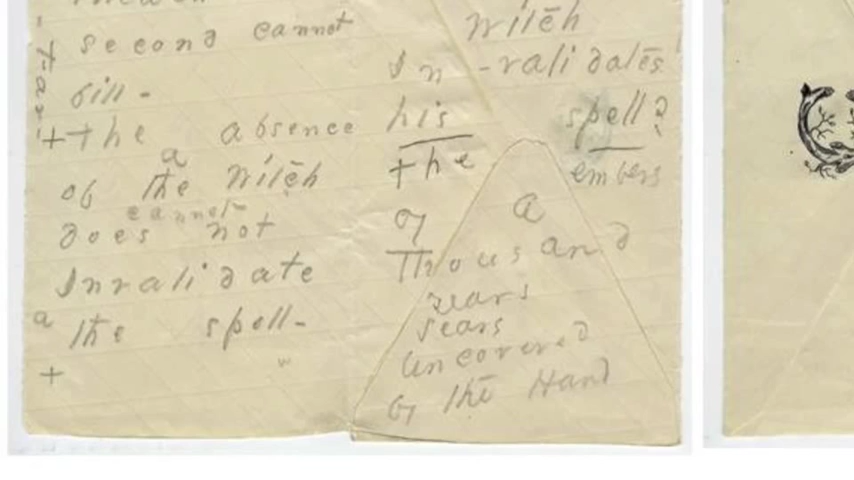 second cannot
bill -
+ the absence
a
of the witch
cannot
does not
Invalidate
a the spell -
+
witch
In - validates
his spell?
the embers
of a
Thousand
years
years
uncovered
by the Hand